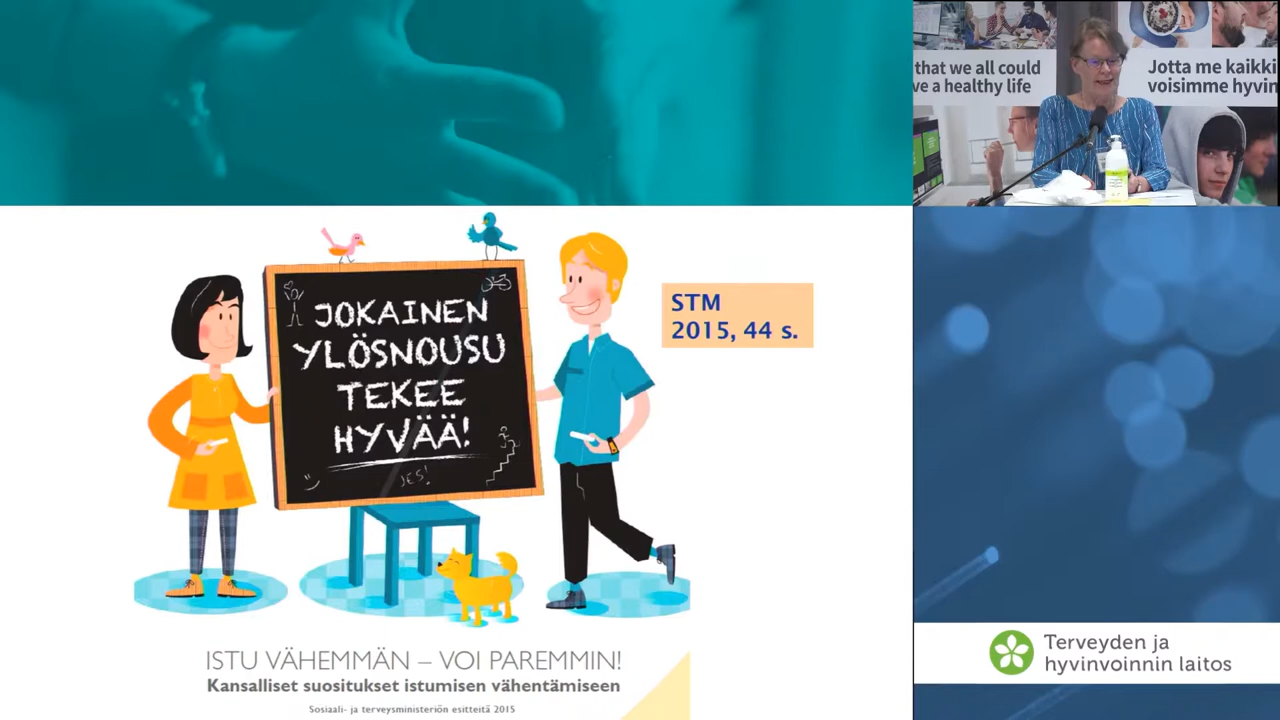 that we all could
ve a healthy life
Jotta me kaikki
voisimme hyvin
JOKAINEN
YLÖSNOUSU
TEKEE
HYVÄÄ!
JES!
STM
2015, 44 s.
ISTU VÄHEMMÄN – VOI PAREMMIN!
Kansalliset suositukset istumisen vähentämiseen
Sosiaali- ja terveysministeriön esitteitä 2015
Terveyden ja
hyvinvoinnin laitos